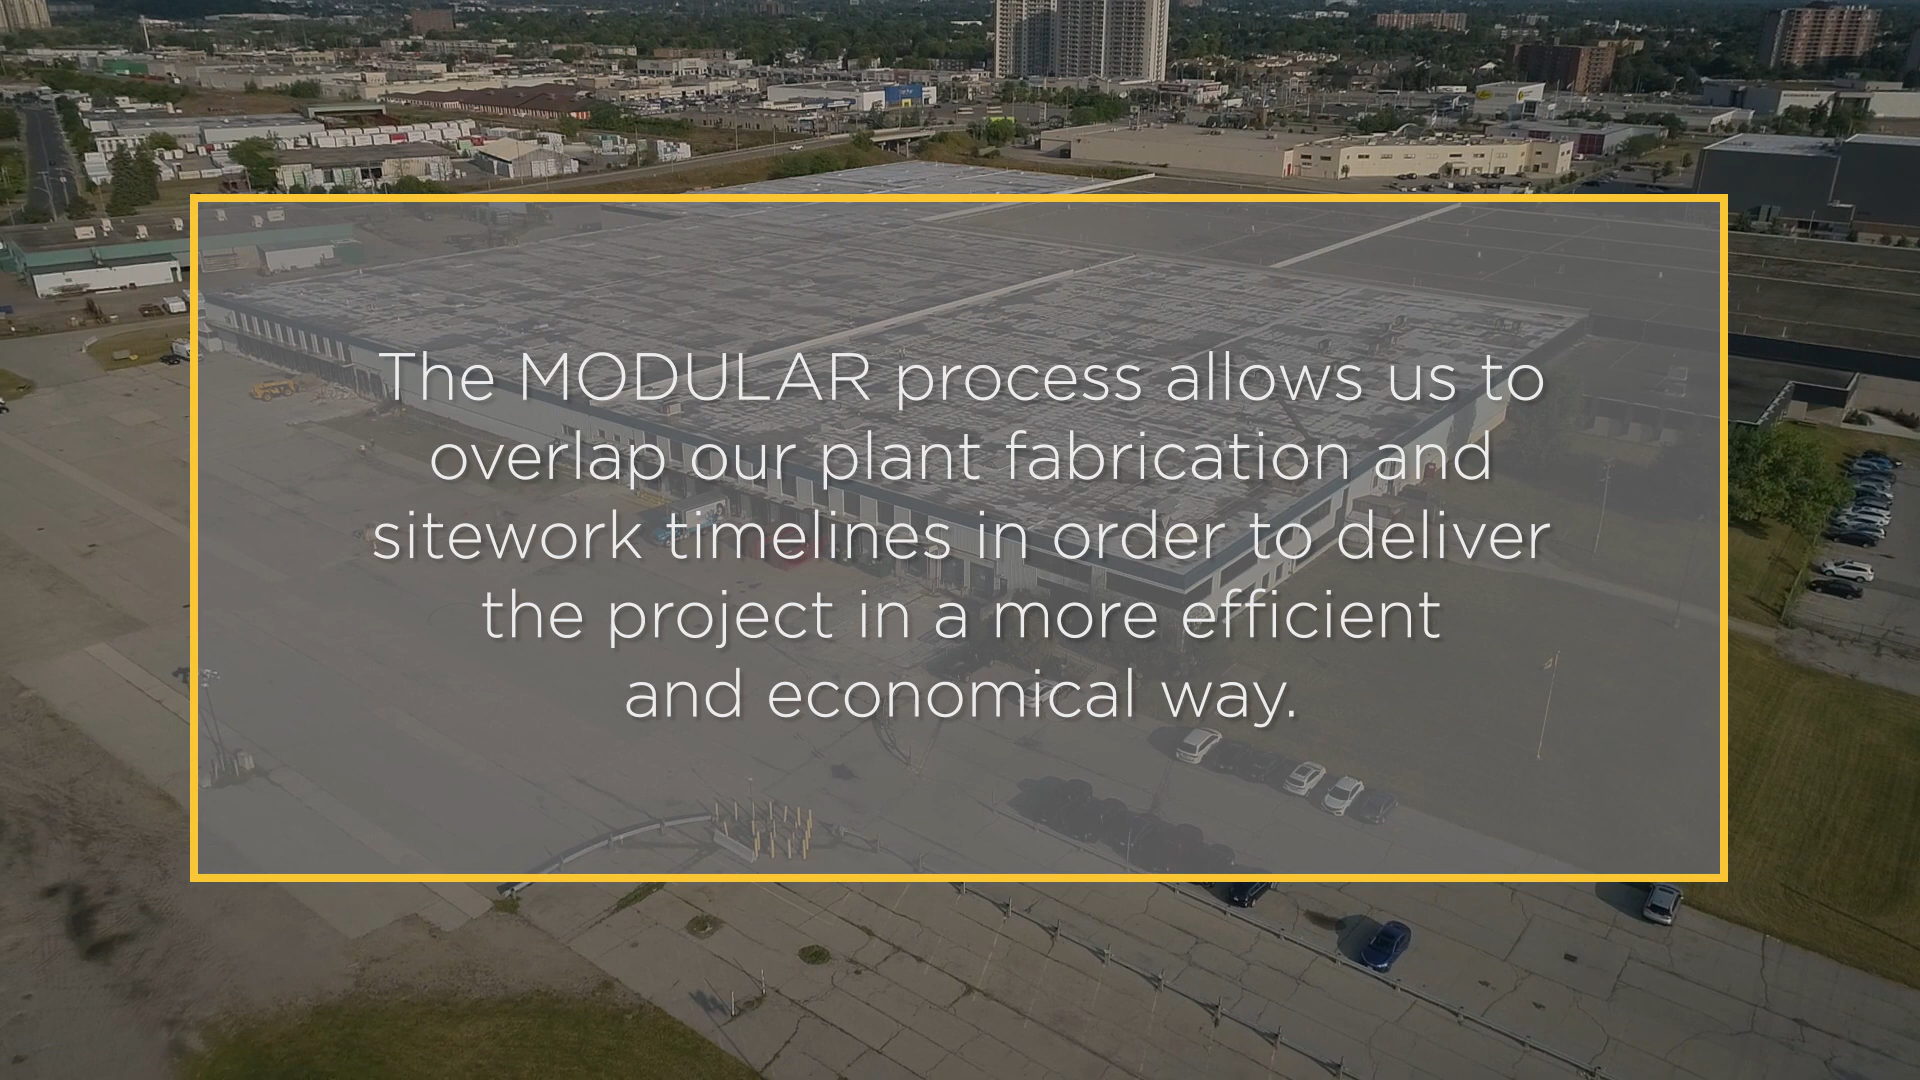 The MODULAR process allows us to
overlap our plant fabrication and
sitework timelines in order to deliver
the project in a more efficient
and economical way.